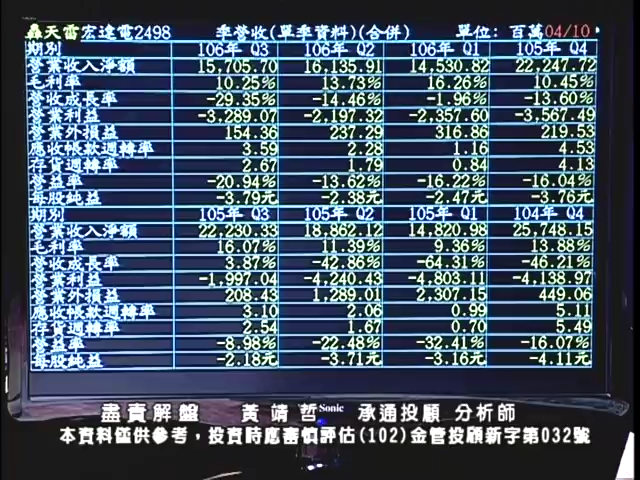 轟天雷宏達電2498 季營收(單季資料)(合併) 單位: 百萬04/10
期別 106年 Q3 106年 Q2 106年 Q1 105年 Q4
營業收入淨額 15,705.70 16,135.91 14,530.82 22,247.72
毛利率 10.25% 13.73% 16.26% 10.45%
營收成長率 -29.35% -14.46% -1.96% -13.60%
營業利益 -3,289.07 -2,197.32 -2,357.60 -3,567.49
營業外損益 154.36 237.29 316.86 219.53
應收帳款週轉率 3.59 2.28 1.16 4.53
存貨週轉率 2.67 1.79 0.84 4.13
營益率 -20.94% -13.62% -16.22% -16.04%
每股純益 -3.79元 -2.38元 -2.47元 -3.76元
期別 105年 Q3 105年 Q2 105年 Q1 104年 Q4
營業收入淨額 22,230.33 18,862.12 14,820.98 25,748.15
毛利率 16.07% 11.39% 9.36% 13.88%
營收成長率 3.87% -42.86% -64.31% -46.21%
營業利益 -1,997.04 -4,240.43 -4,803.11 -4,138.97
營業外損益 208.43 1,289.01 2,307.15 449.06
應收帳款週轉率 3.10 2.06 0.99 5.11
存貨週轉率 2.54 1.67 0.70 5.49
營益率 -8.98% -22.48% -32.41% -16.07%
每股純益 -2.18元 -3.71元 -3.16元 -4.11元
盡責解盤 黃靖哲 承通投顧 分析師
本資料僅供參考，投資時應審慎評估(102)金管投顧新字第032號